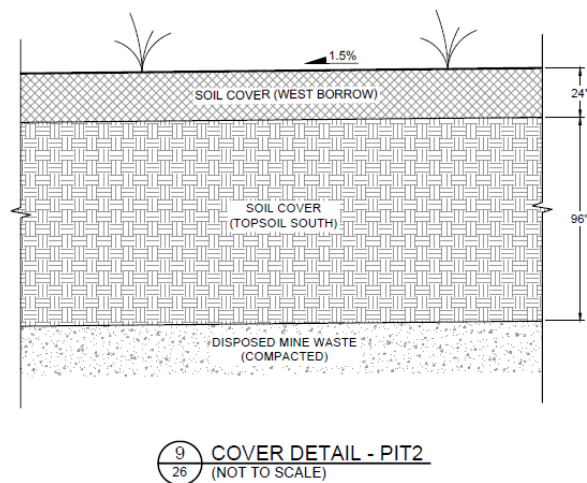 1.5%
SOIL COVER (WEST BORROW)
24"
SOIL COVER
(TOPSOIL SOUTH)
96"
DISPOSED MINE WASTE
(COMPACTED)
9
26
COVER DETAIL - PIT2
(NOT TO SCALE)